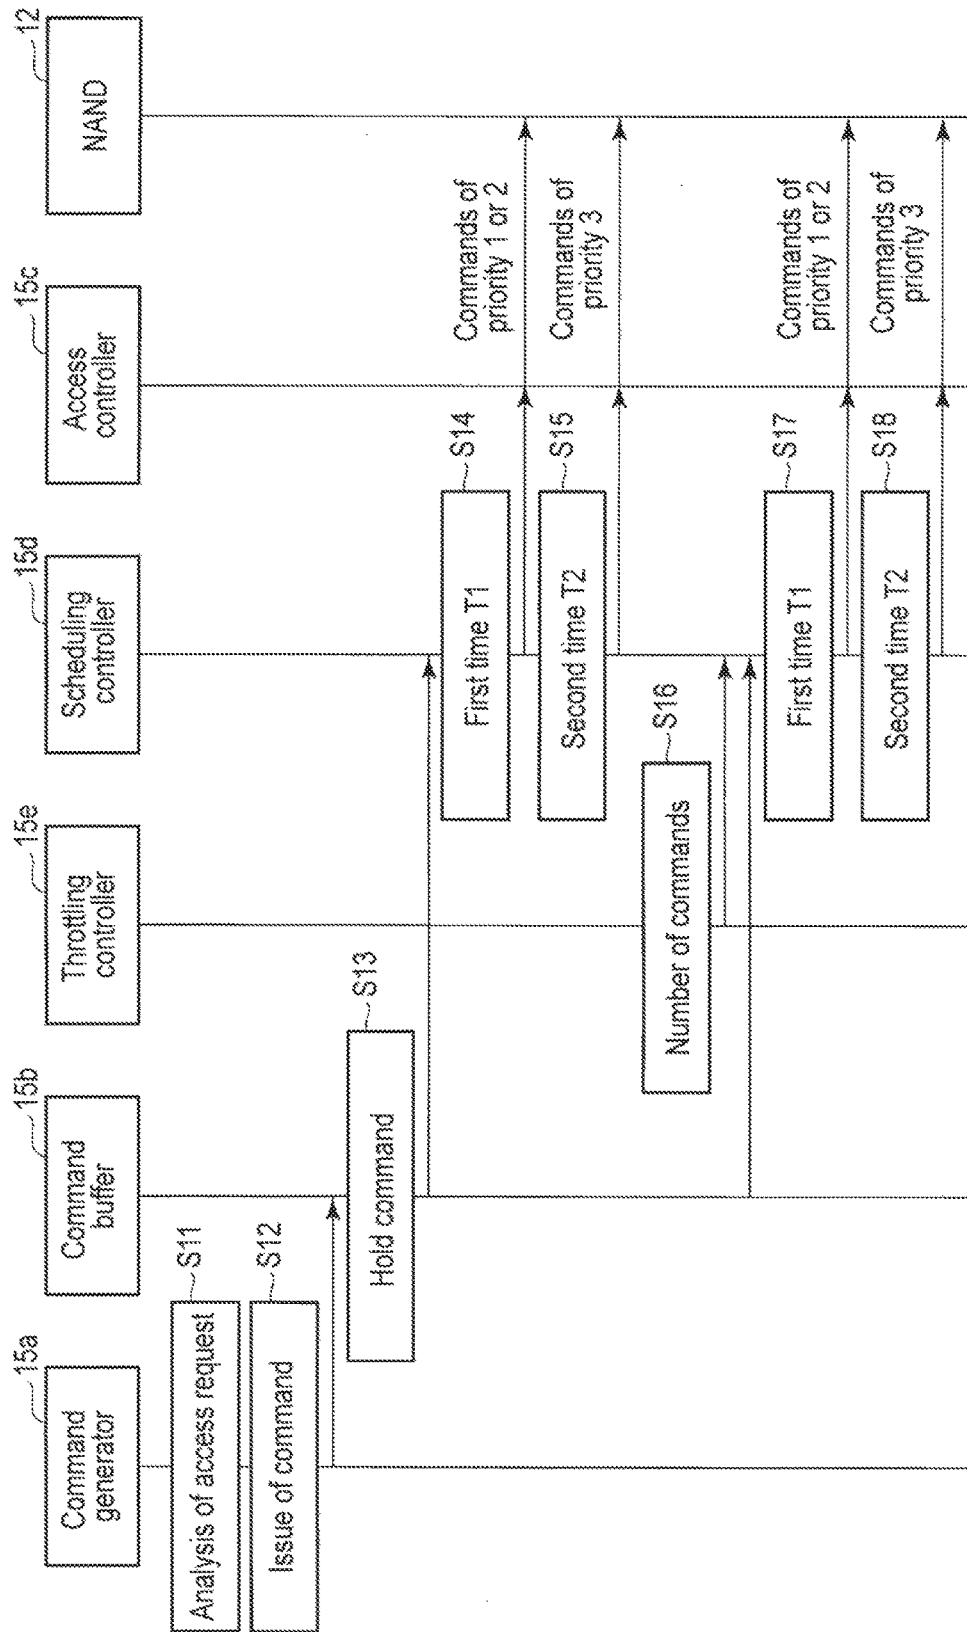 15a
Command
generator
15b
Command
buffer
15e
Throttling
controller
15d
Scheduling
controller
15c
Access
controller
12
NAND
S11
Analysis of access request
S12
Issue of command
S13
Hold command
S14
First time T1
Commands of
priority 1 or 2
S15
Second time T2
Commands of
priority 3
S16
Number of commands
S17
First time T1
Commands of
priority 1 or 2
S18
Second time T2
Commands of
priority 3